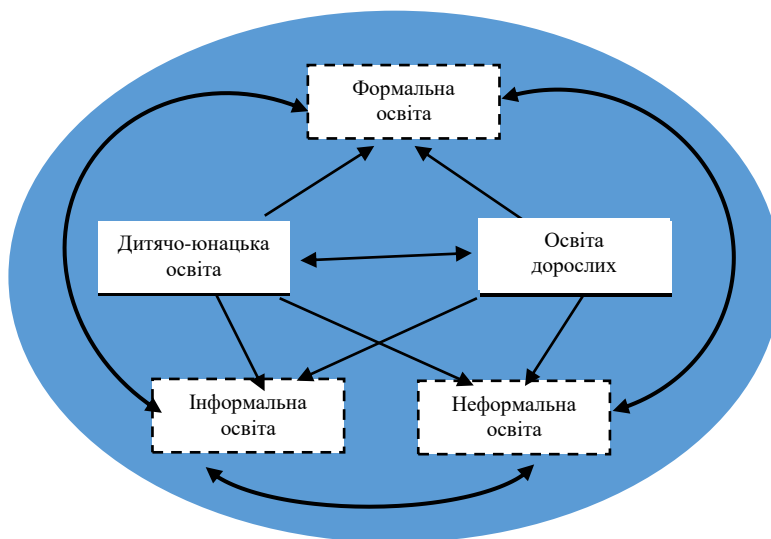 Формальна
освіта
Дитячо-юнацька
освіта
Освіта
дорослих
Інформальна
освіта
Неформальна
освіта